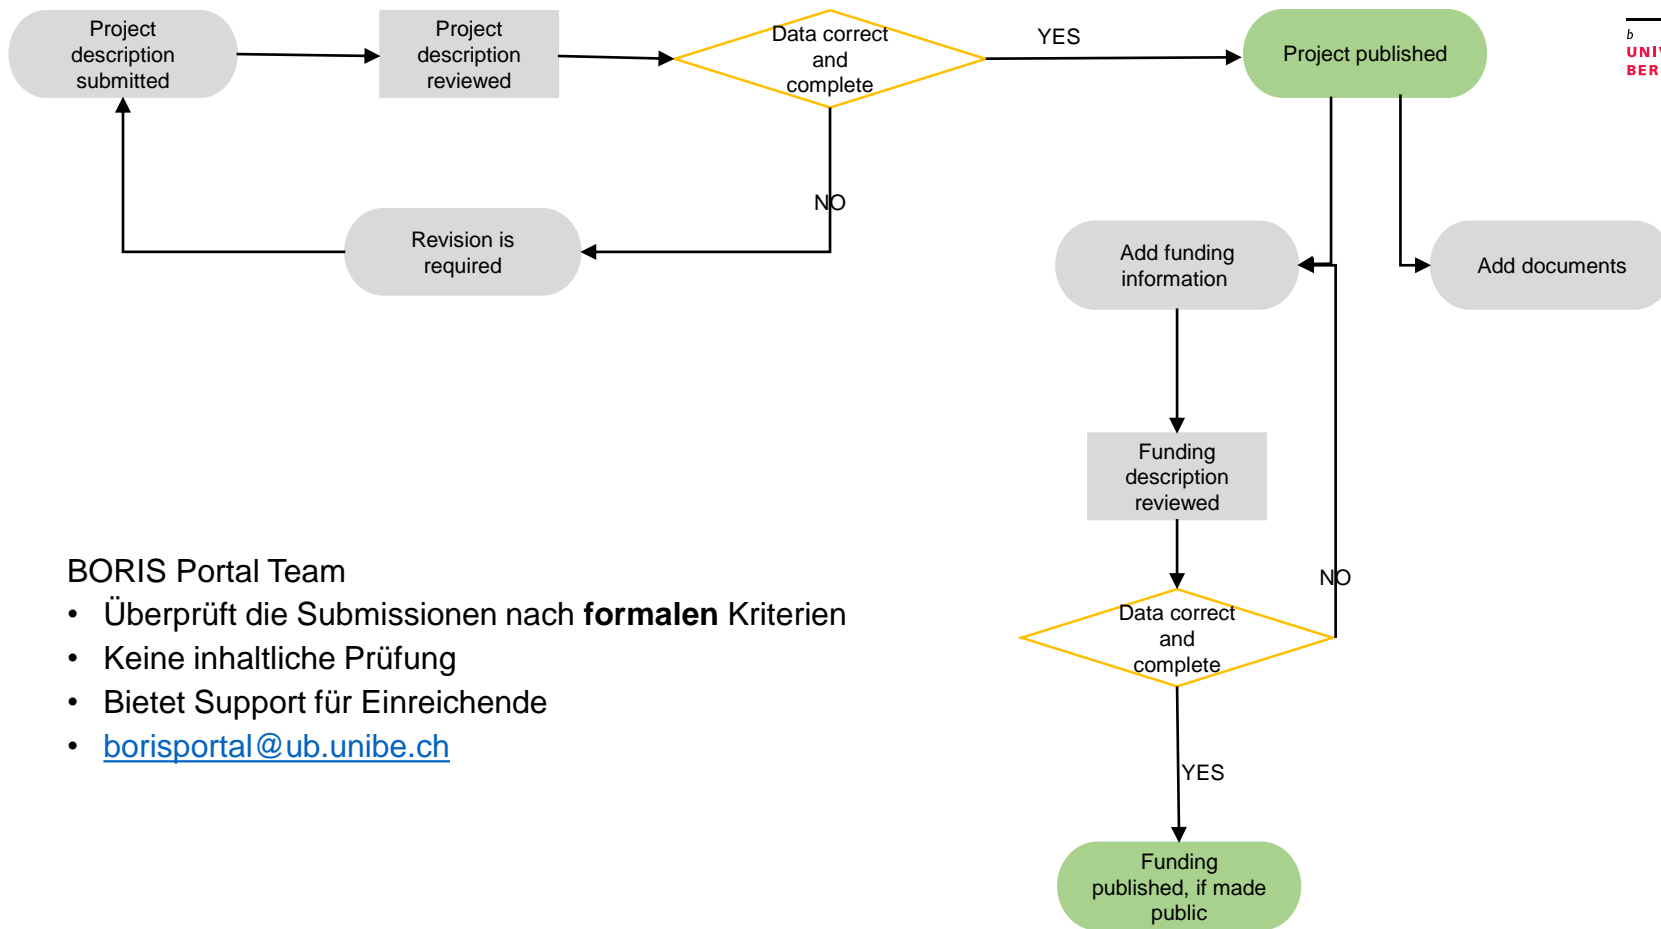 Project
description
submitted
Project
description
reviewed
Data correct
and
complete
YES
Project published
b
NO
Revision is
required
Add funding
information
Add documents
Funding
description
reviewed
NO
Data correct
and
complete
YES
Funding
published, if made
public
BORIS Portal Team
• Überprüft die Submissionen nach formalen Kriterien
• Keine inhaltliche Prüfung
• Bietet Support für Einreichende
• borisportal@ub.unibe.ch